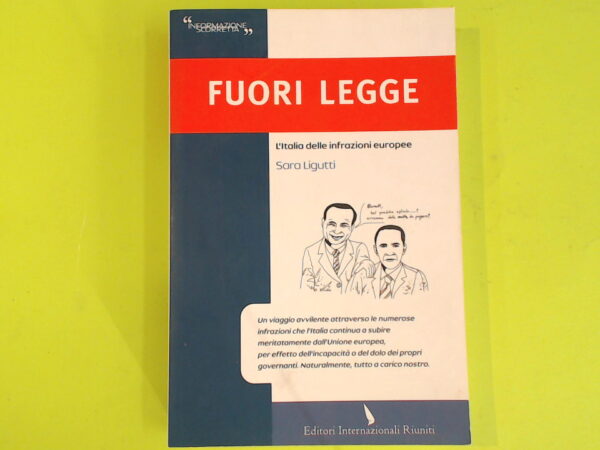 “INFORMAZIONE
SCORRETTA”
FUORI LEGGE
L'Italia delle infrazioni europee
Sara Ligutti
Un viaggio avvilente attraverso le numerose
infrazioni che l'Italia continua a subire
meritatamente dall'Unione europea,
per effetto dell'incapacità o del dolo dei propri
governanti. Naturalmente, tutto a carico nostro.
Editori Internazionali Riuniti